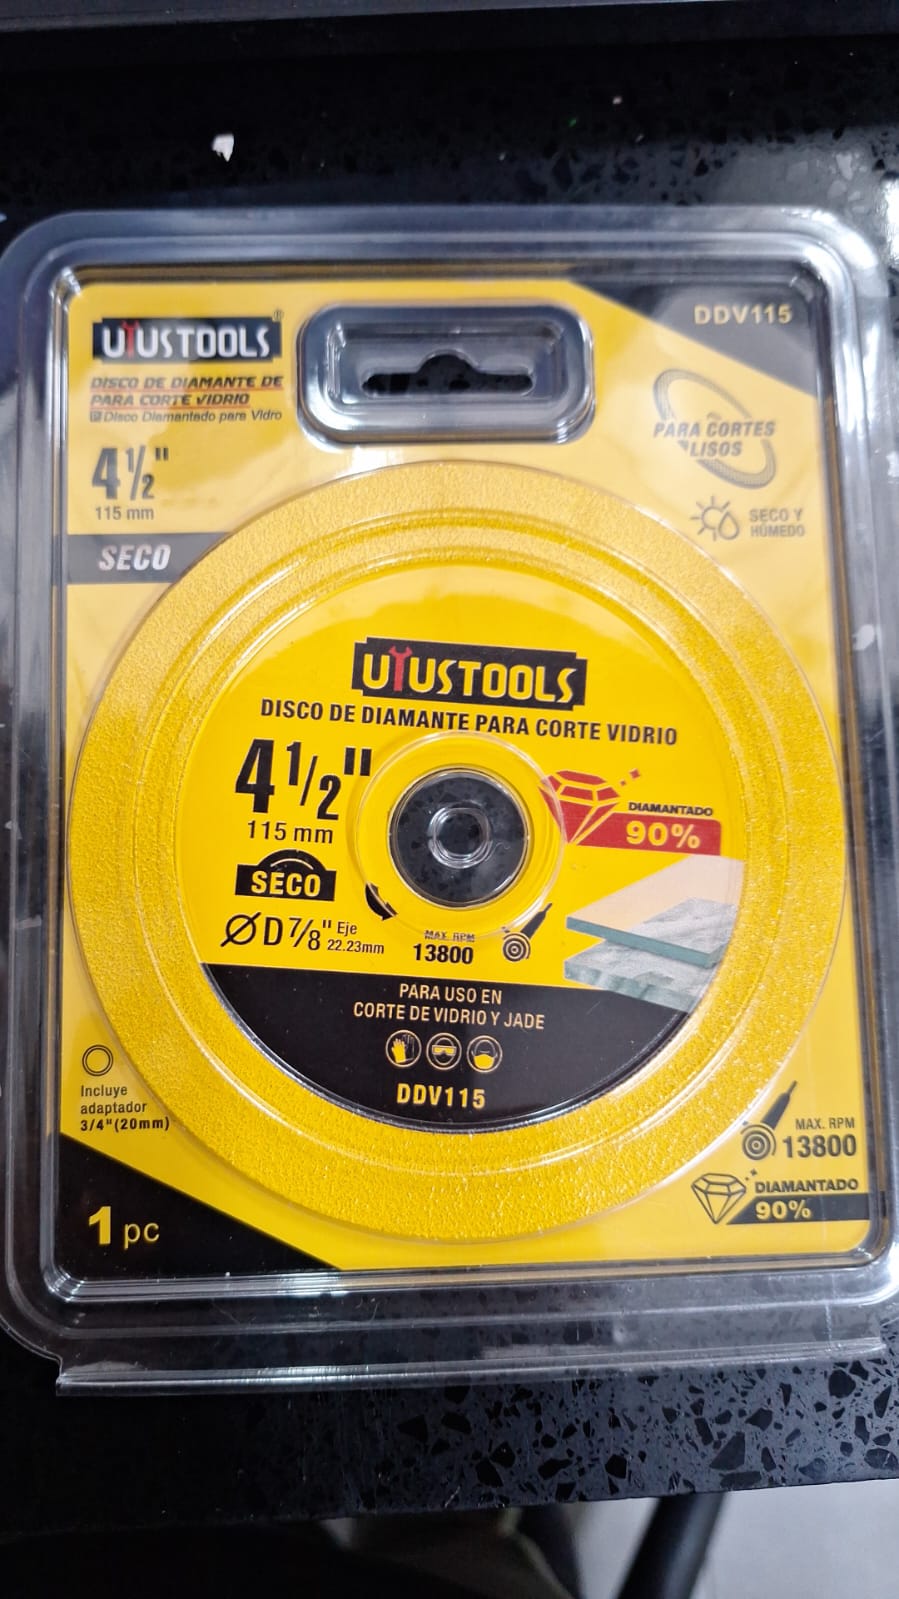 UYUSTOOLS®
DISCO DE DIAMANTE DE
PARA CORTE VIDRIO
Disco Diamantado para Vidro
4 1/2"
115 mm
SECO
DDV115
PARA CORTES
LISOS
SECO Y
HÚMEDO
UYUSTOOLS
DISCO DE DIAMANTE PARA CORTE VIDRIO
4 1/2"
115 mm
SECO
Ø D 7/8" Eje
22.23mm
DIAMANTADO
90%
MAX. RPM
13800
PARA USO EN
CORTE DE VIDRIO Y JADE
DDV115
Incluye
adaptador
3/4"(20mm)
1 pc
MAX. RPM
13800
DIAMANTADO
90%